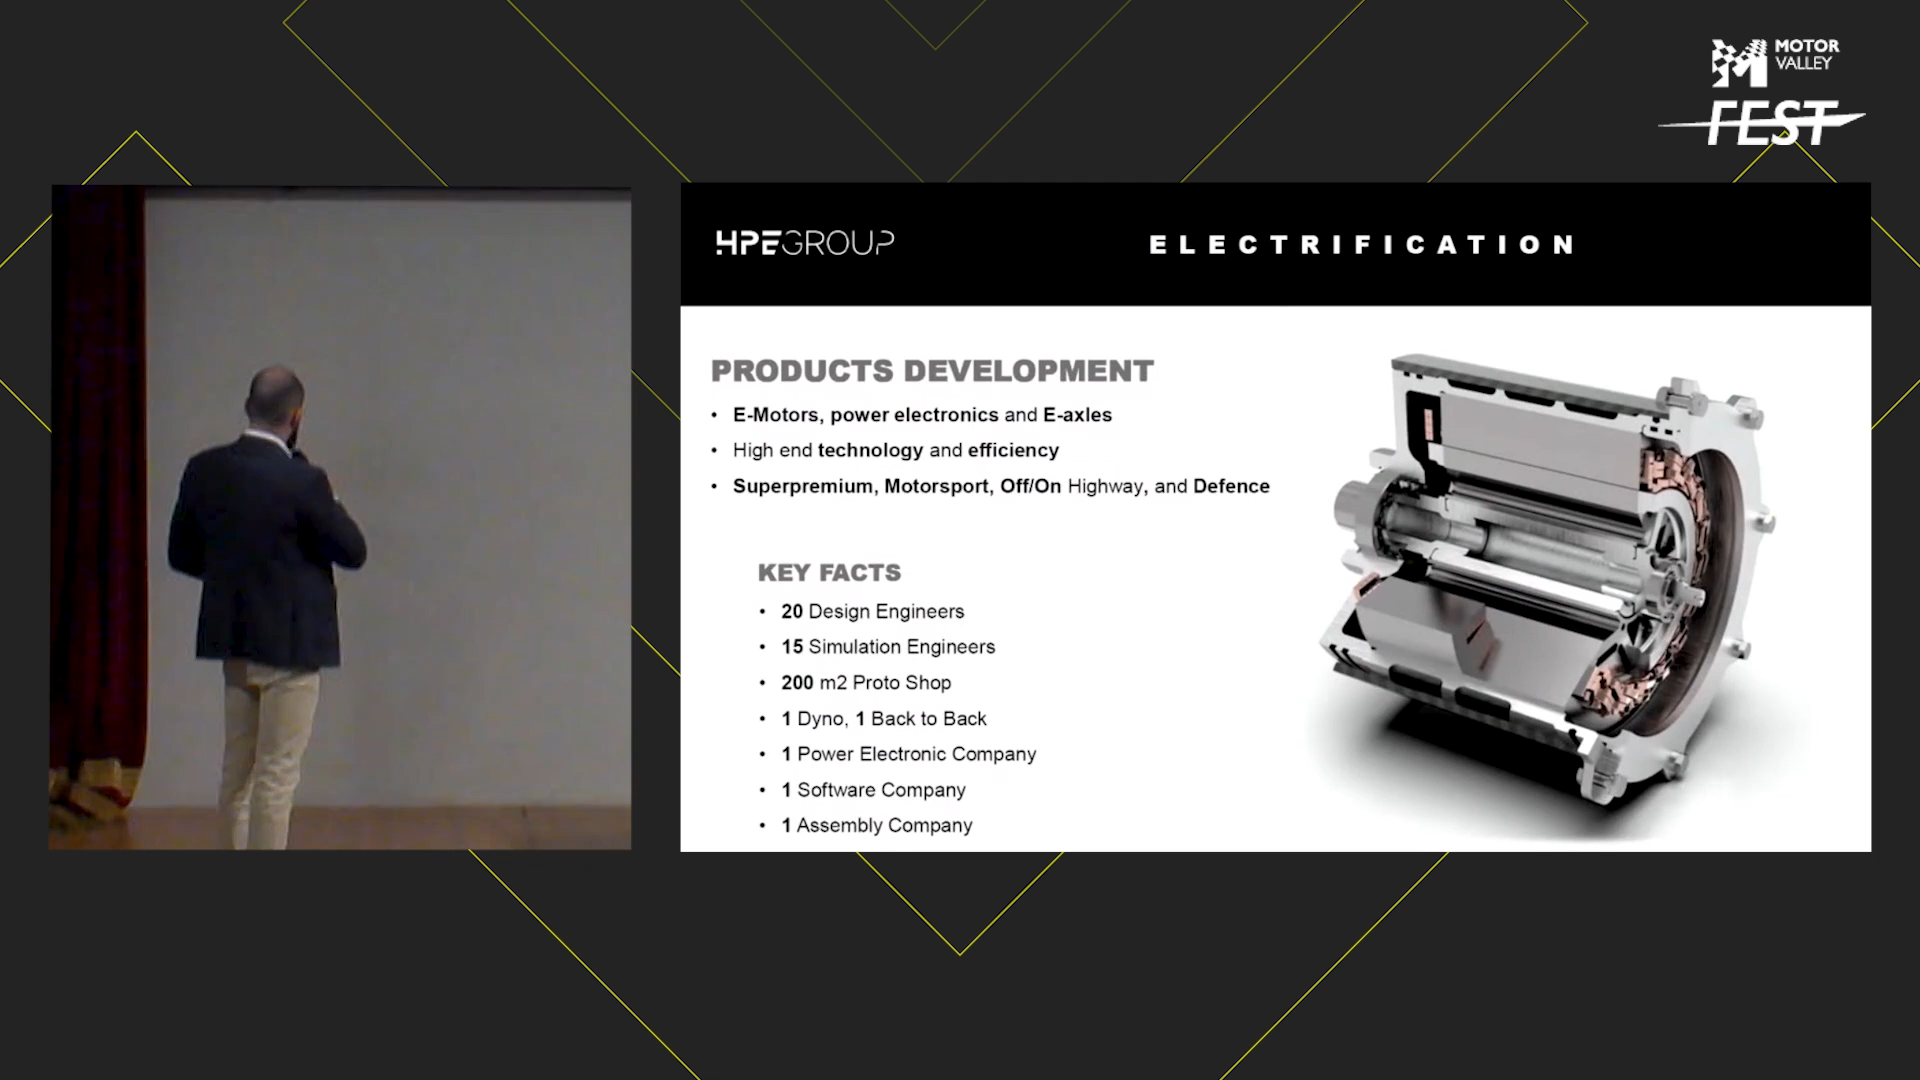 MOTOR
VALLEY
FEST
HPEGROUP
ELECTRIFICATION
PRODUCTS DEVELOPMENT
• E-Motors, power electronics and E-axles
• High end technology and efficiency
• Superpremium, Motorsport, Off/On Highway, and Defence
KEY FACTS
• 20 Design Engineers
• 15 Simulation Engineers
• 200 m2 Proto Shop
• 1 Dyno, 1 Back to Back
• 1 Power Electronic Company
• 1 Software Company
• 1 Assembly Company